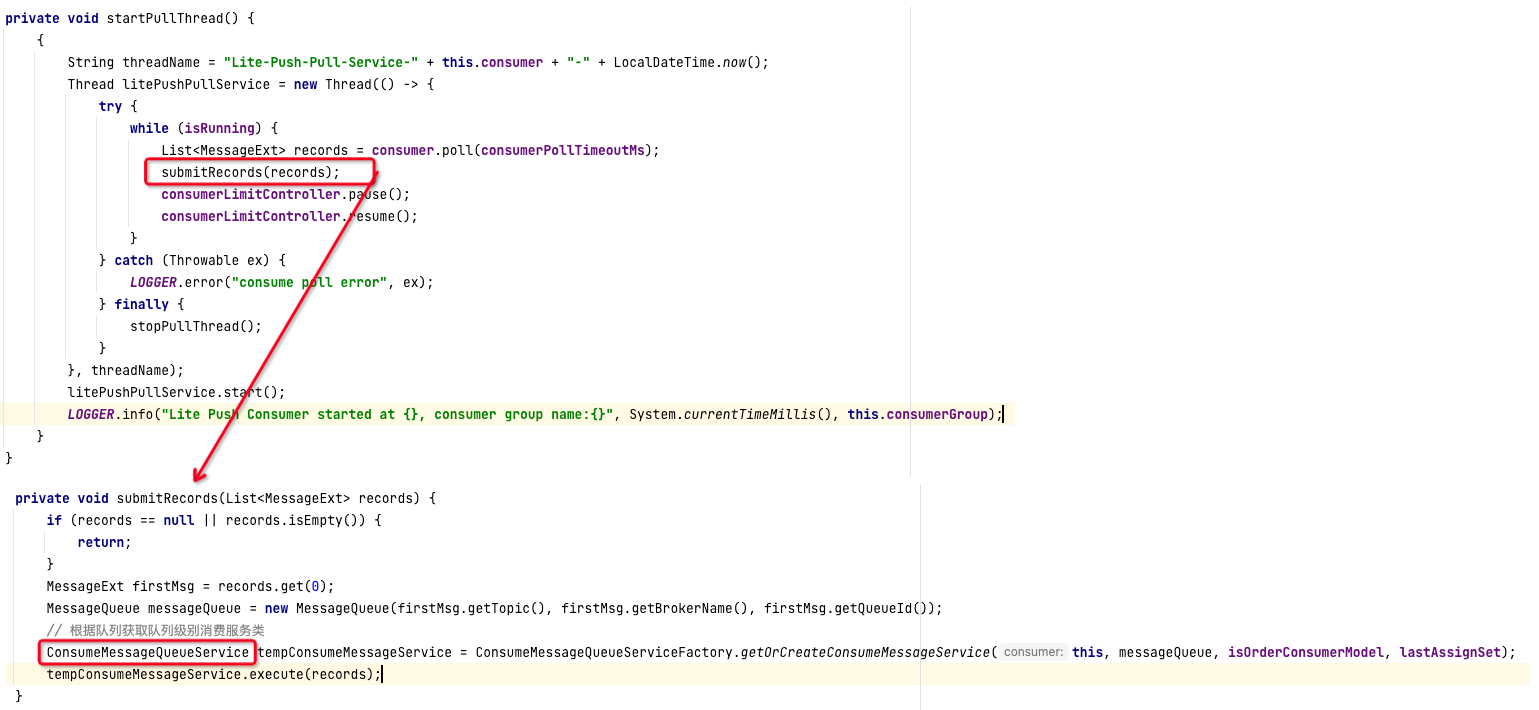 private void startPullThread() {
{
String threadName = "Lite-Push-Pull-Service-" + this.consumer + "-" + LocalDateTime.now();
Thread litePushPullService = new Thread(() -> {
try {
while (isRunning) {
List<MessageExt> records = consumer.poll(consumerPollTimeoutMs);
submitRecords(records);
consumerLimitController.pause();
consumerLimitController.resume();
}
} catch (Throwable ex) {
LOGGER.error("consume poll error", ex);
} finally {
stopPullThread();
}
}, threadName);
litePushPullService.start();
LOGGER.info("Lite Push Consumer started at {}, consumer group name:{}", System.currentTimeMillis(), this.consumerGroup);
}
}
private void submitRecords(List<MessageExt> records) {
if (records == null || records.isEmpty()) {
return;
}
MessageExt firstMsg = records.get(0);
MessageQueue messageQueue = new MessageQueue(firstMsg.getTopic(), firstMsg.getBrokerName(), firstMsg.getQueueId());
// 根据队列获取队列级别消费服务类
ConsumeMessageQueueService tempConsumeMessageService = ConsumeMessageQueueServiceFactory.getOrCreateConsumeMessageService( consumer: this, messageQueue, isOrderConsumerModel, lastAssignSet);
tempConsumeMessageService.execute(records);
}